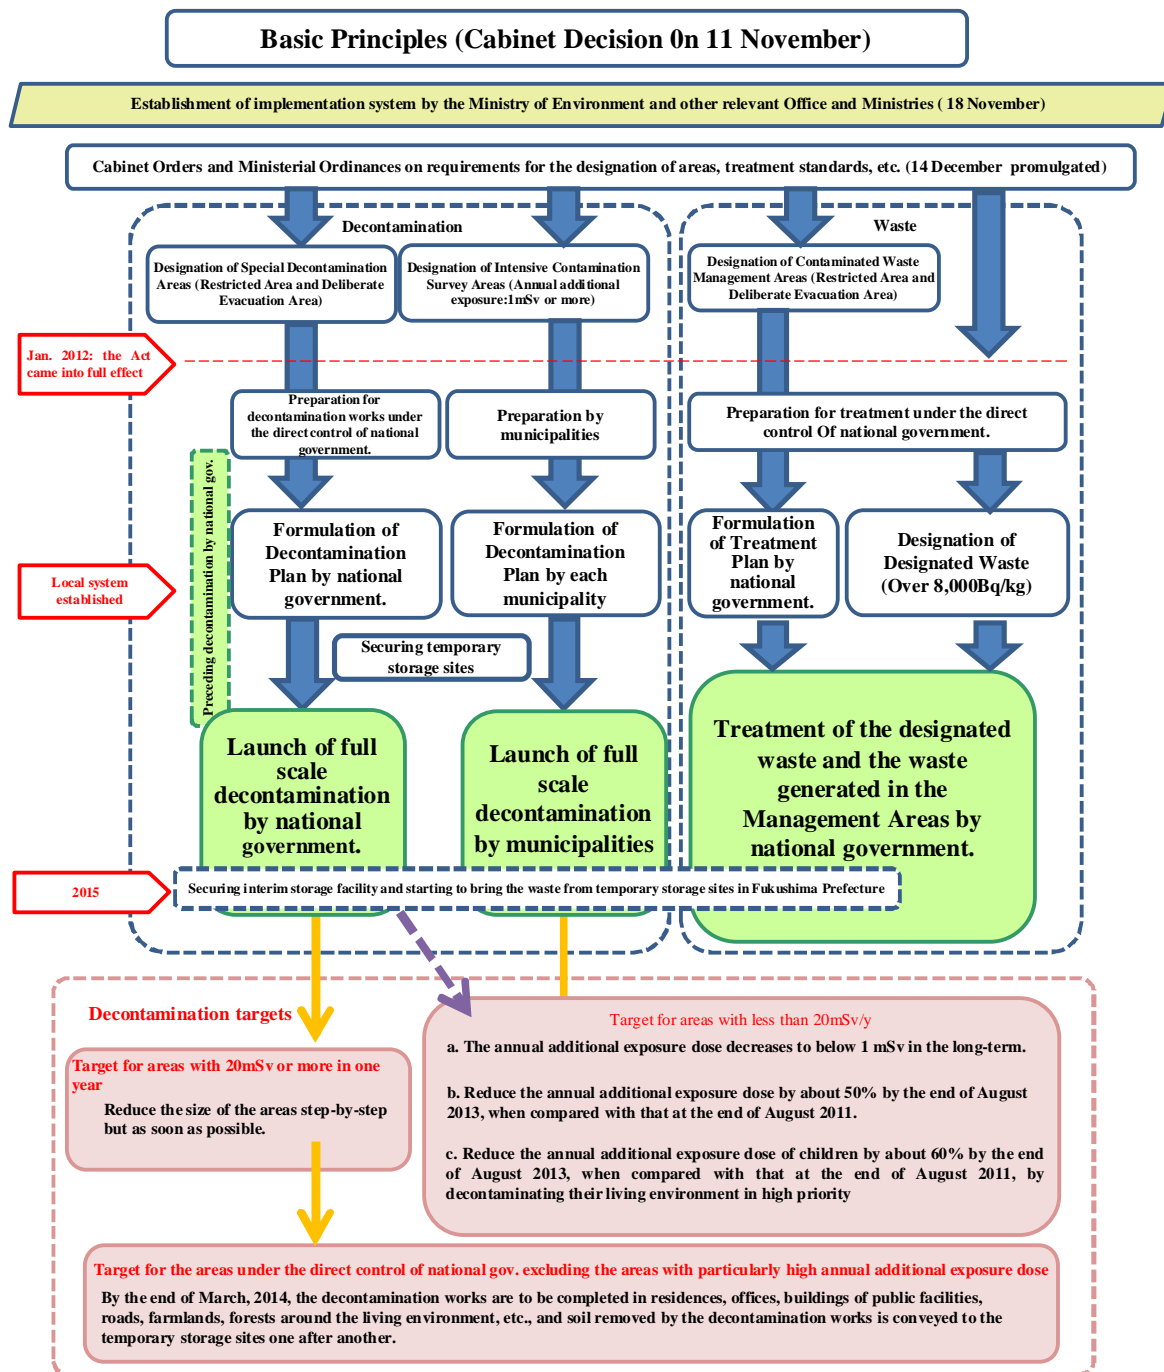 Basic Principles (Cabinet Decision 0n 11 November)
Establishment of implementation system by the Ministry of Environment and other relevant Office and Ministries ( 18 November)
Cabinet Orders and Ministerial Ordinances on requirements for the designation of areas, treatment standards, etc. (14 December promulgated)
Decontamination
Waste
Designation of Special Decontamination
Areas (Restricted Area and Deliberate
Evacuation Area)
Designation of Intensive Contamination
Survey Areas (Annual additional
exposure:1mSv or more)
Designation of Contaminated Waste
Management Areas (Restricted Area and
Deliberate Evacuation Area)
Jan. 2012: the Act
came into full effect
Preparation for
decontamination works under
the direct control of national
government.
Preparation by
municipalities
Preparation for treatment under the direct
control Of national government.
Preceding decontamination by national gov.
Local system
established
Formulation of
Decontamination
Plan by national
government.
Formulation of
Decontamination
Plan by each
municipality
Formulation
of Treatment
Plan by
national
government.
Designation of
Designated Waste
(Over 8,000Bq/kg)
Securing temporary
storage sites
Launch of full
scale
decontamination
by national
government.
Launch of full
scale
decontamination
by municipalities
Treatment of the designated
waste and the waste
generated in the
Management Areas by
national government.
2015
Securing interim storage facility and starting to bring the waste from temporary storage sites in Fukushima Prefecture
Decontamination targets
Target for areas with 20mSv or more in one
year
Reduce the size of the areas step-by-step
but as soon as possible.
Target for areas with less than 20mSv/y
a. The annual additional exposure dose decreases to below 1 mSv in the long-term.
b. Reduce the annual additional exposure dose by about 50% by the end of August
2013, when compared with that at the end of August 2011.
c. Reduce the annual additional exposure dose of children by about 60% by the end
of August 2013, when compared with that at the end of August 2011, by
decontaminating their living environment in high priority
Target for the areas under the direct control of national gov. excluding the areas with particularly high annual additional exposure dose
By the end of March, 2014, the decontamination works are to be completed in residences, offices, buildings of public facilities,
roads, farmlands, forests around the living environment, etc., and soil removed by the decontamination works is conveyed to the
temporary storage sites one after another.